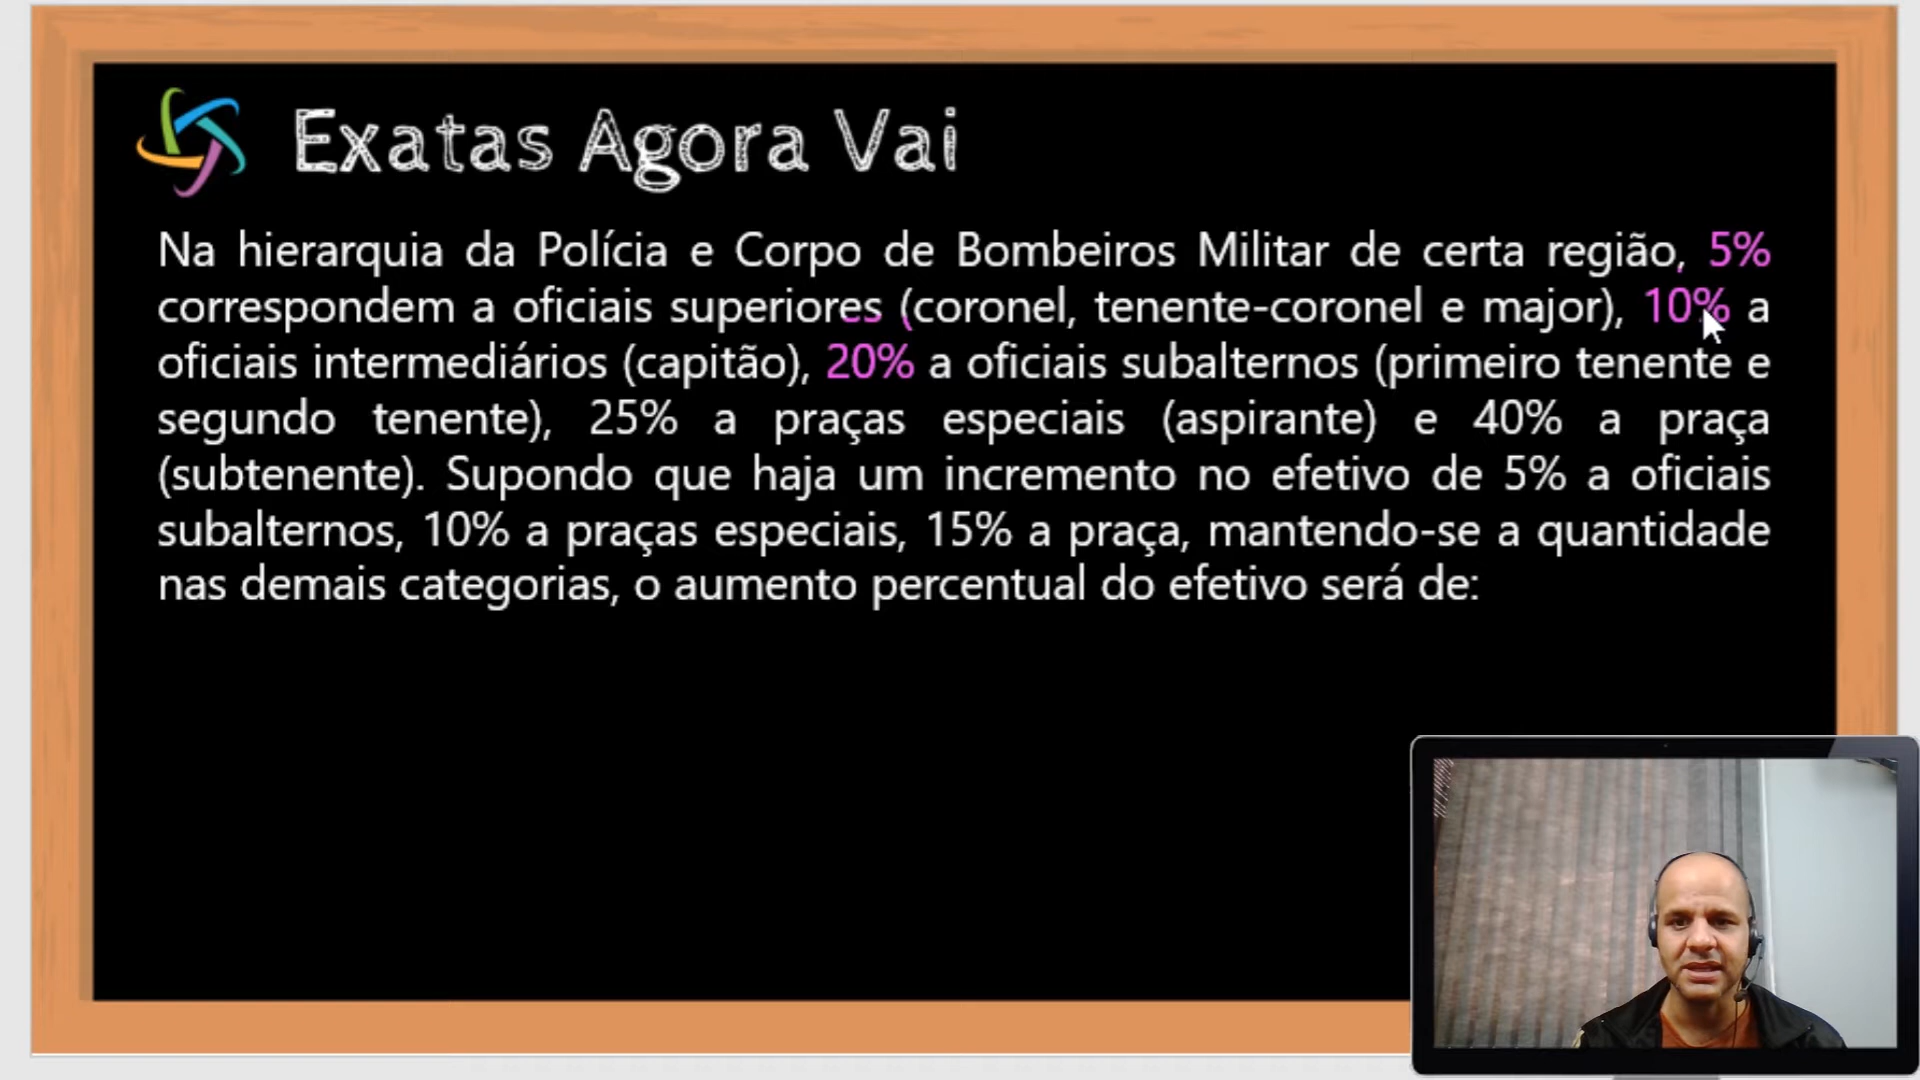 Exatas Agora Vai
Na hierarquia da Polícia e Corpo de Bombeiros Militar de certa região, 5%
correspondem a oficiais superiores (coronel, tenente-coronel e major), 10% a
oficiais intermediários (capitão), 20% a oficiais subalternos (primeiro tenente e
segundo tenente), 25% a praças especiais (aspirante) e 40% a praça
(subtenente). Supondo que haja um incremento no efetivo de 5% a oficiais
subalternos, 10% a praças especiais, 15% a praça, mantendo-se a quantidade
nas demais categorias, o aumento percentual do efetivo será de: